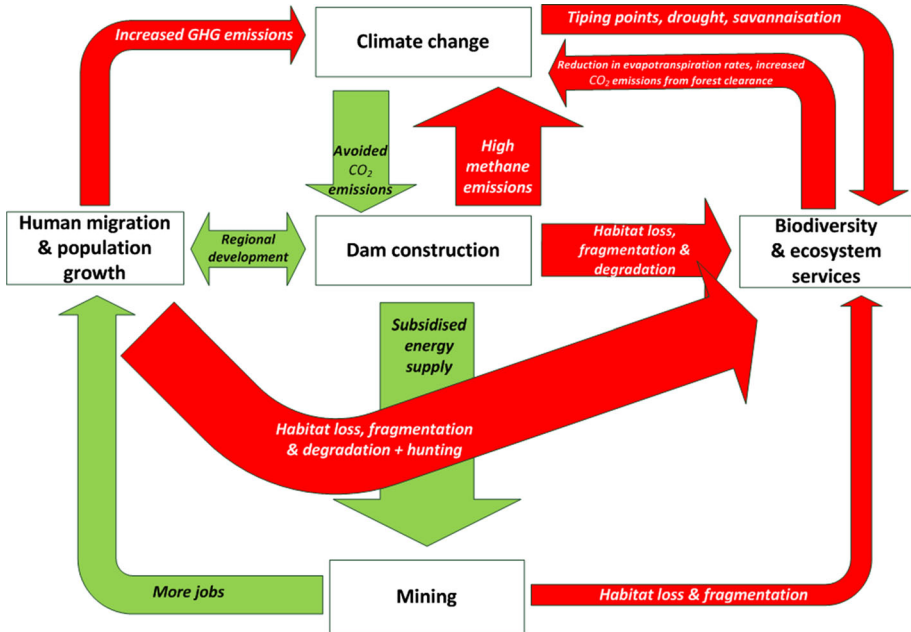 Increased GHG emissions
Climate change
Tiping points, drought, savannaisation
Reduction in evapotranspiration rates, increased
CO₂ emissions from forest clearance
Avoided
CO₂
emissions
High
methane
emissions
Human migration
& population
growth
Regional
development
Dam construction
Habitat loss,
fragmentation &
degradation
Biodiversity
& ecosystem
services
Subsidised
energy
supply
Habitat loss, fragmentation
& degradation + hunting
More jobs
Mining
Habitat loss & fragmentation